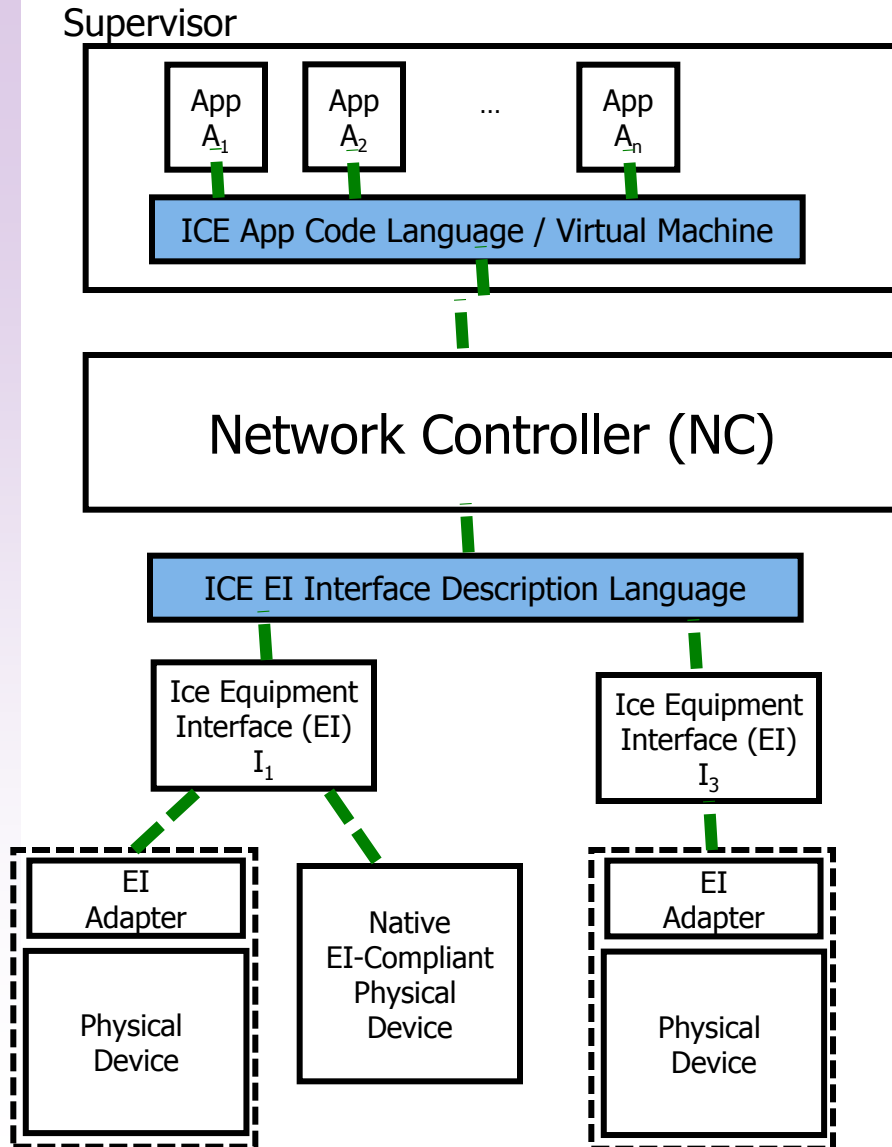 Supervisor
App
A₁
App
A₂
...
App
Aₙ
ICE App Code Language / Virtual Machine
Network Controller (NC)
ICE EI Interface Description Language
Ice Equipment
Interface (EI)
I₁
Ice Equipment
Interface (EI)
I₃
EI
Adapter
Physical
Device
Native
EI-Compliant
Physical
Device
EI
Adapter
Physical
Device